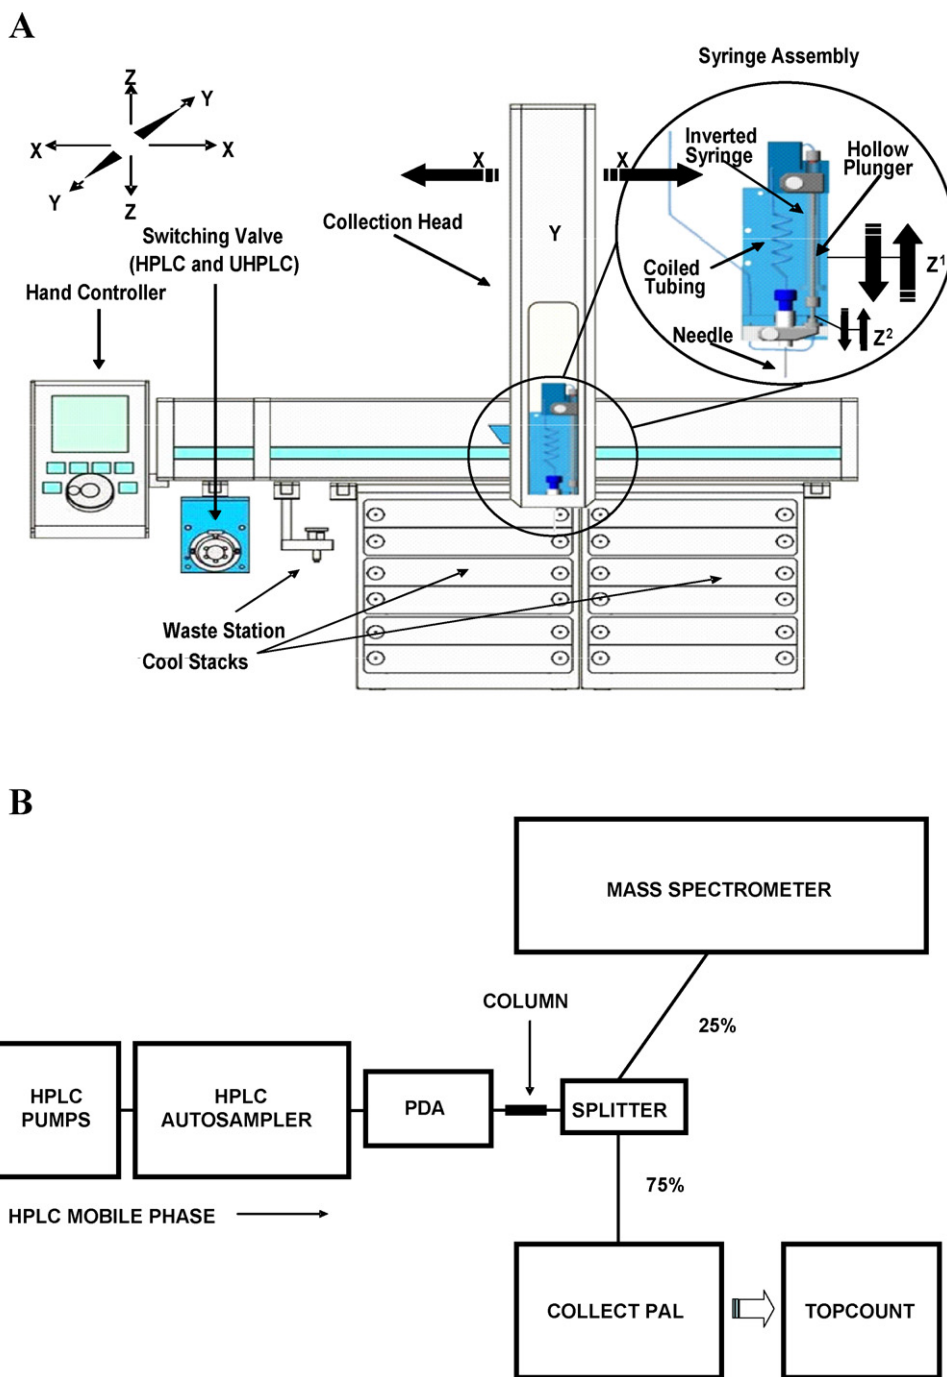 A
Syringe Assembly
Z
Y
X
X
Y
Z
Inverted
Syringe
Hollow
Plunger
X
X
Collection Head
Y
Switching Valve
(HPLC and UHPLC)
Hand Controller
Coiled
Tubing
Z1
Z2
Needle
Waste Station
Cool Stacks
B
MASS SPECTROMETER
COLUMN
25%
HPLC
PUMPS
HPLC
AUTOSAMPLER
PDA
SPLITTER
75%
HPLC MOBILE PHASE
COLLECT PAL
TOPCOUNT